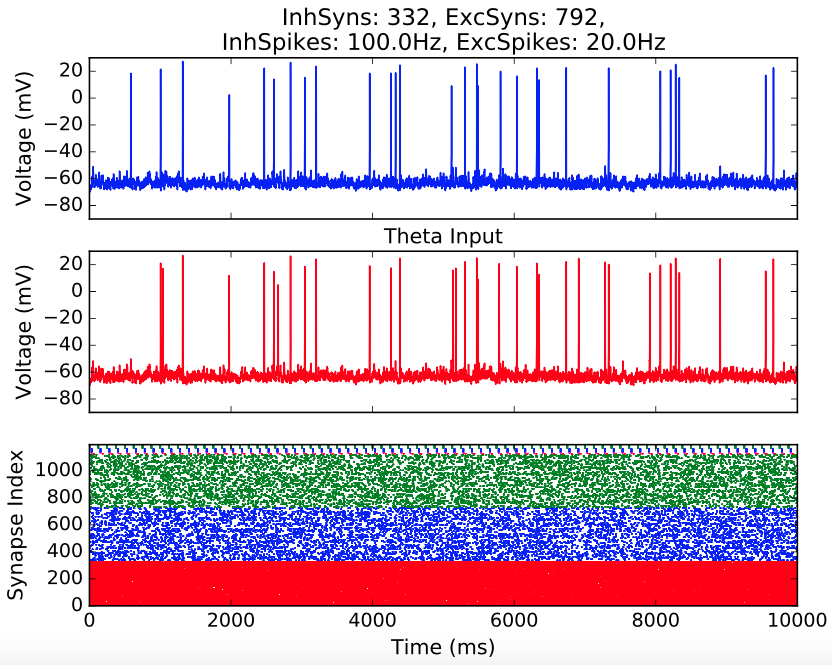 InhSyns: 332, ExcSyns: 792,
InhSpikes: 100.0Hz, ExcSpikes: 20.0Hz
Voltage (mV)
20
0
−20
−40
−60
−80
Theta Input
Voltage (mV)
20
0
−20
−40
−60
−80
Synapse Index
1000
800
600
400
200
0
0 2000 4000 6000 8000 10000
Time (ms)